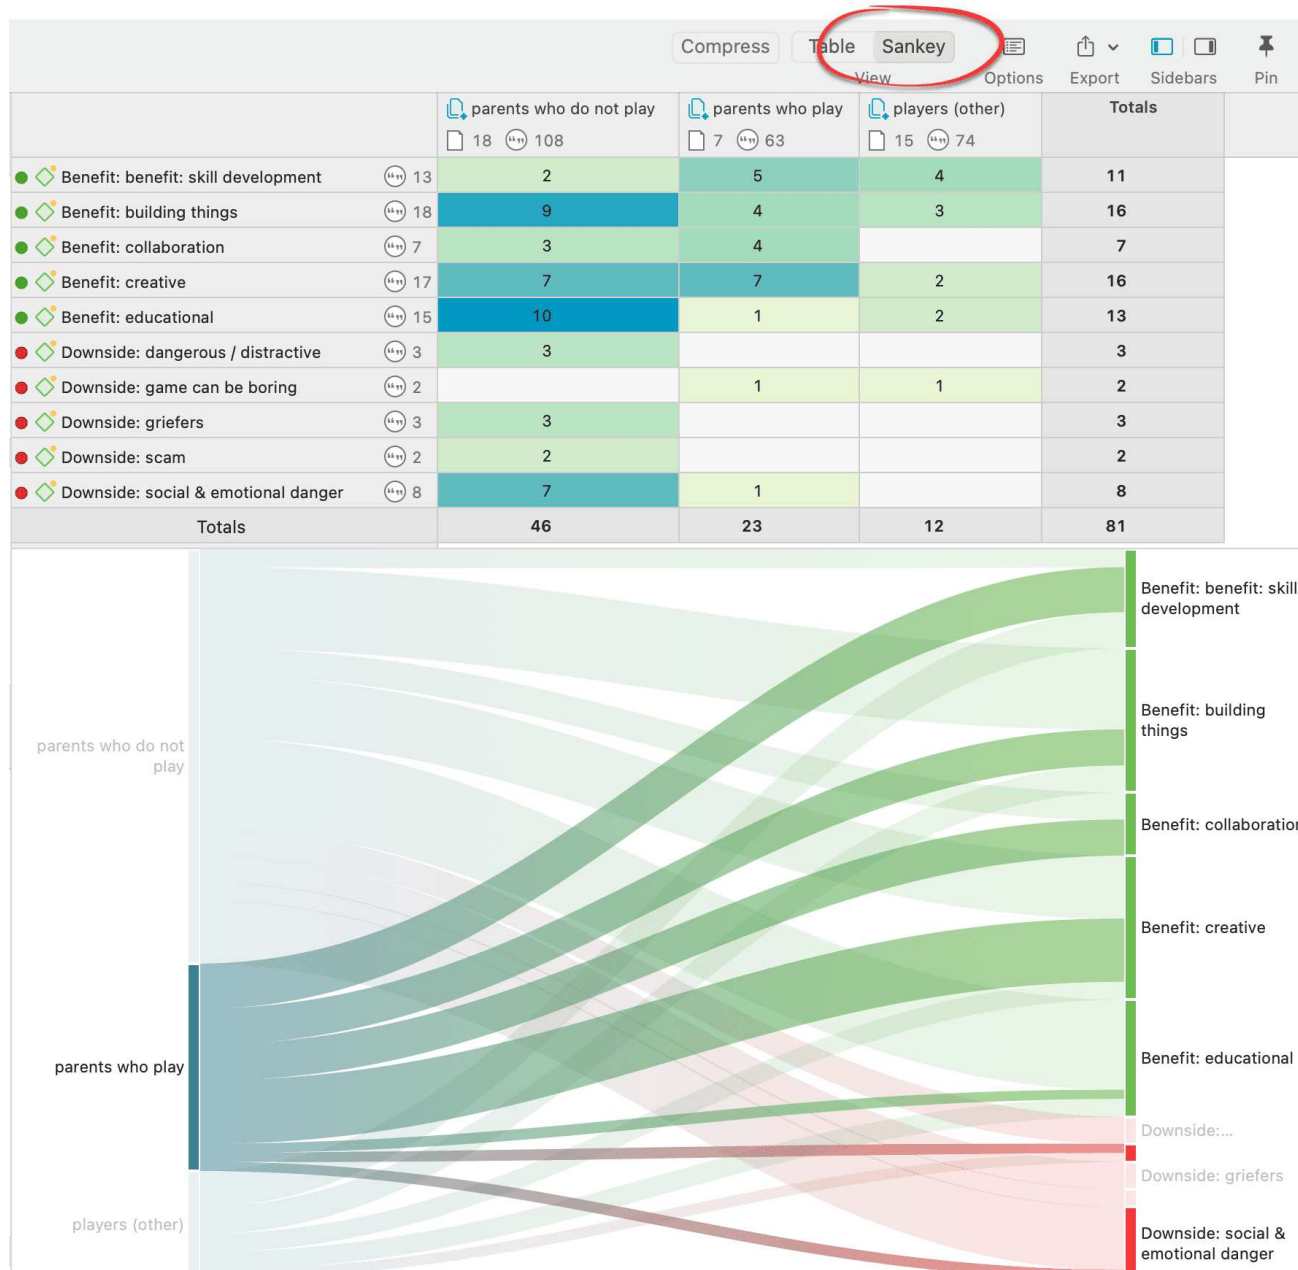 Compress Table Sankey
View Options Export Sidebars Pin
parents who do not play parents who play players (other) Totals
18 108 7 63 15 74
Benefit: benefit: skill development 13 2 5 4 11
Benefit: building things 18 9 4 3 16
Benefit: collaboration 7 3 4 7
Benefit: creative 17 7 7 2 16
Benefit: educational 15 10 1 2 13
Downside: dangerous / distractive 3 3 3
Downside: game can be boring 2 1 1 2
Downside: griefers 3 3 3
Downside: scam 2 2 2
Downside: social & emotional danger 8 7 1 8
Totals 46 23 12 81
Benefit: benefit: skill
development
Benefit: building
things
parents who do not
play
Benefit: collaboration
Benefit: creative
Benefit: educational
parents who play
Downside:...
Downside: griefers
players (other)
Downside: social &
emotional danger